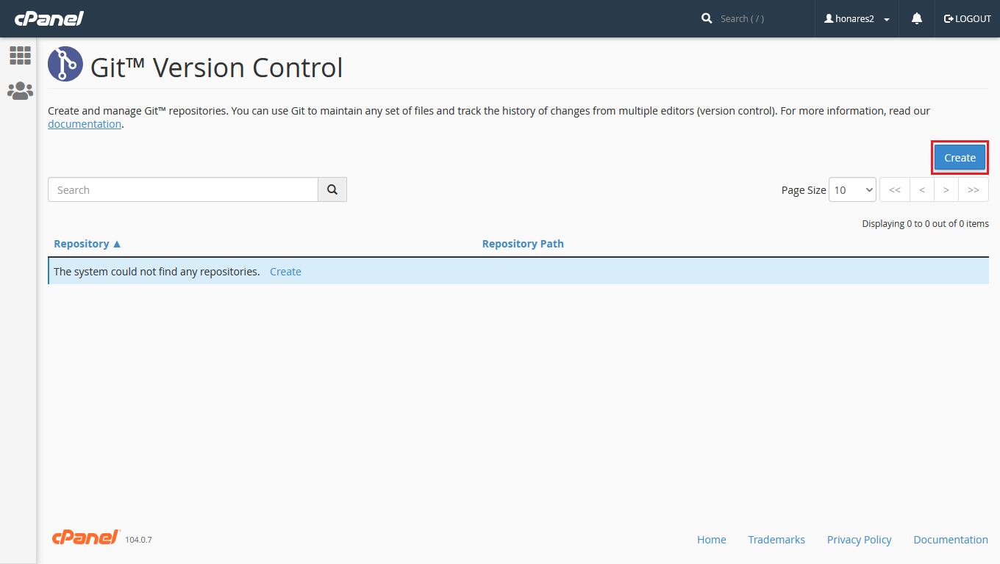 cPanel
Search ( / )
honares2
LOGOUT
Git™ Version Control
Create and manage Git™ repositories. You can use Git to maintain any set of files and track the history of changes from multiple editors (version control). For more information, read our
documentation.
Create
Search
Page Size 10 << < > >>
Displaying 0 to 0 out of 0 items
Repository ▲ Repository Path
The system could not find any repositories. Create
cPanel® 104.0.7
Home Trademarks Privacy Policy Documentation